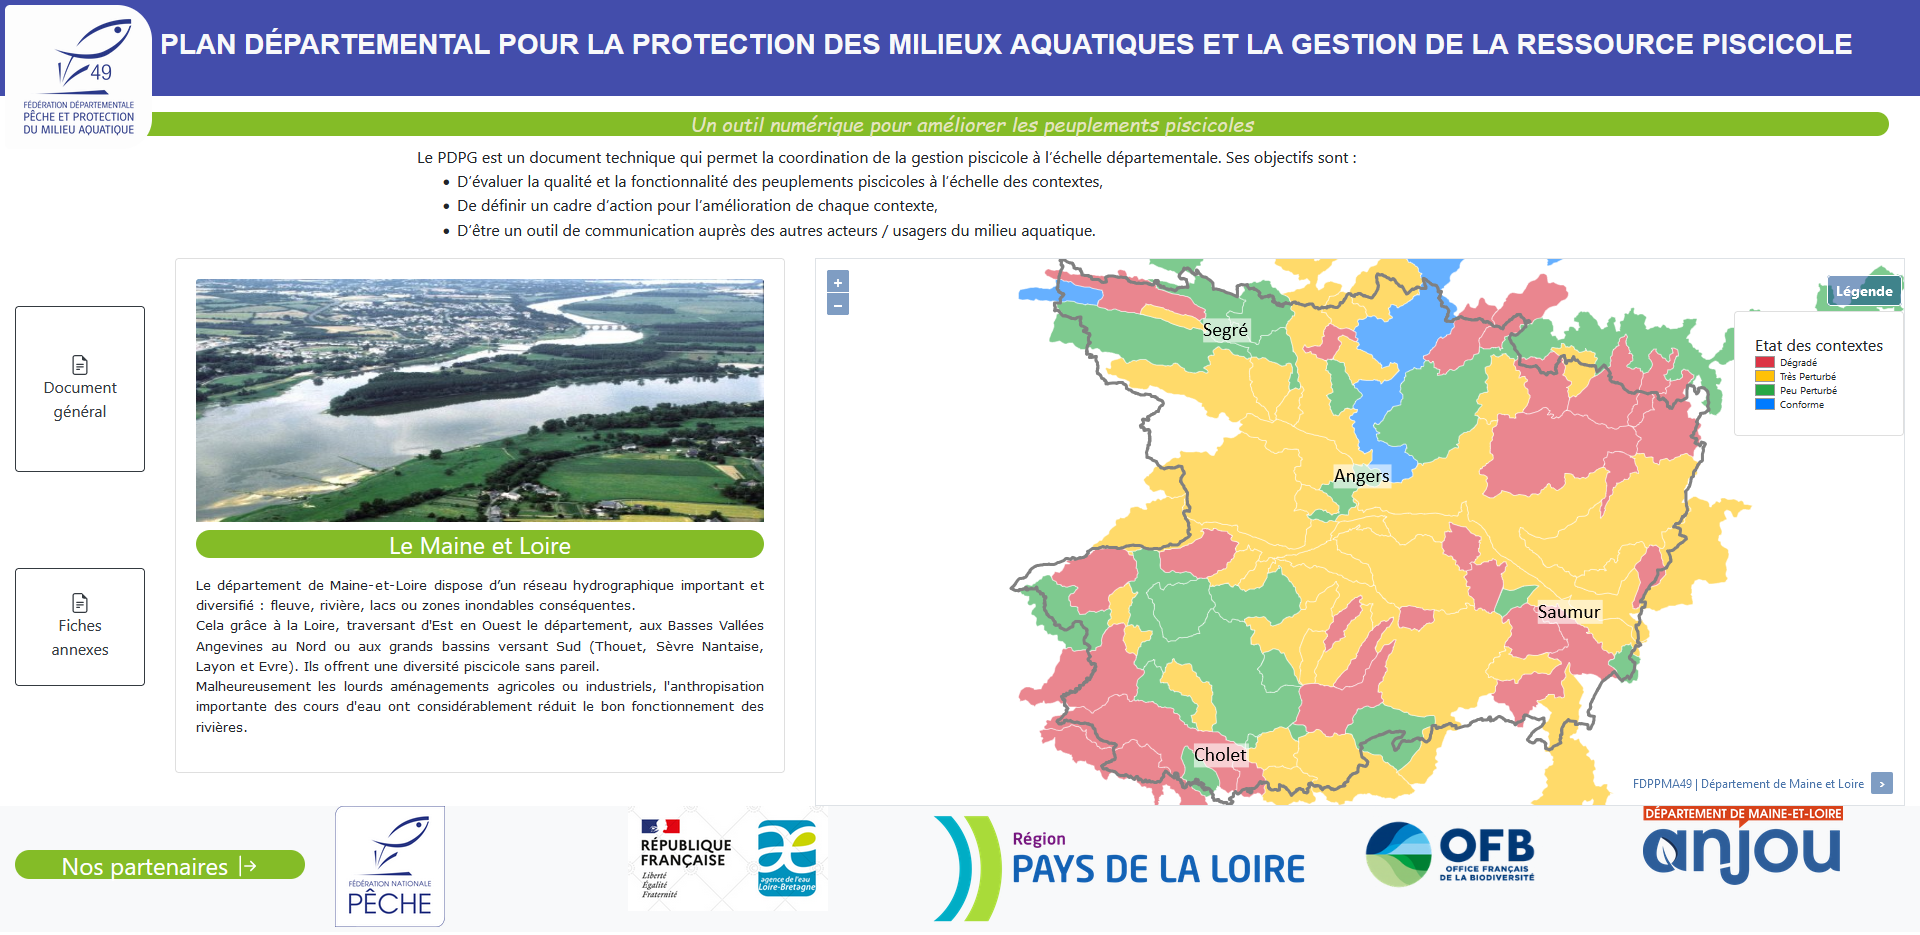 49
FÉDÉRATION DÉPARTEMENTALE
PÊCHE ET PROTECTION
DU MILIEU AQUATIQUE
PLAN DÉPARTEMENTAL POUR LA PROTECTION DES MILIEUX AQUATIQUES ET LA GESTION DE LA RESSOURCE PISCICOLE
Un outil numérique pour améliorer les peuplements piscicoles
Le PDPG est un document technique qui permet la coordination de la gestion piscicole à l’échelle départementale. Ses objectifs sont :
• D’évaluer la qualité et la fonctionnalité des peuplements piscicoles à l’échelle des contextes,
• De définir un cadre d’action pour l’amélioration de chaque contexte,
• D’être un outil de communication auprès des autres acteurs / usagers du milieu aquatique.
Document
général
Fiches
annexes
Le Maine et Loire
Le département de Maine-et-Loire dispose d’un réseau hydrographique important et
diversifié : fleuve, rivière, lacs ou zones inondables conséquentes.
Cela grâce à la Loire, traversant d'Est en Ouest le département, aux Basses Vallées
Angevines au Nord ou aux grands bassins versant Sud (Thouet, Sèvre Nantaise,
Layon et Evre). Ils offrent une diversité piscicole sans pareil.
Malheureusement les lourds aménagements agricoles ou industriels, l'anthropisation
importante des cours d'eau ont considérablement réduit le bon fonctionnement des
rivières.
+
–
Segré
Angers
Saumur
Cholet
Légende
Etat des contextes
Dégradé
Très Perturbé
Peu Perturbé
Conforme
FDPPMA49 | Département de Maine et Loire
›
Nos partenaires
FÉDÉRATION NATIONALE
PÊCHE
RÉPUBLIQUE
FRANÇAISE
Liberté
Égalité
Fraternité
agence de l'eau
Loire-Bretagne
Région
PAYS DE LA LOIRE
OFB
OFFICE FRANÇAIS
DE LA BIODIVERSITÉ
DÉPARTEMENT DE MAINE-ET-LOIRE
anjou